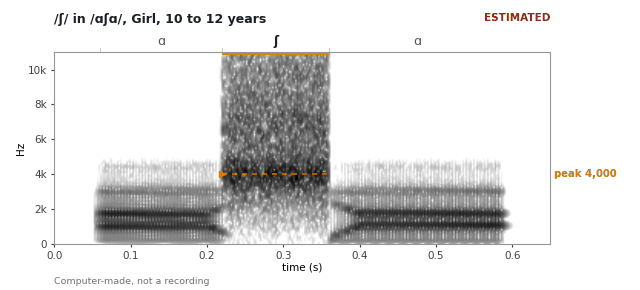 /ʃ/ in /ɑʃɑ/, Girl, 10 to 12 years
ESTIMATED
ɑ ʃ ɑ
10k
8k
6k
4k
2k
0
Hz
peak 4,000
0.0 0.1 0.2 0.3 0.4 0.5 0.6
time (s)
Computer-made, not a recording